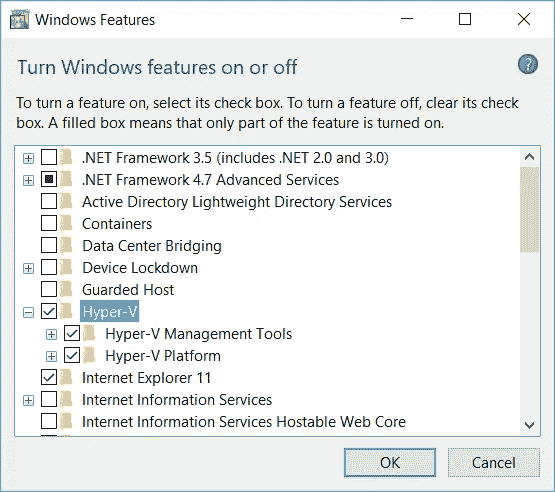 Windows Features
Turn Windows features on or off
To turn a feature on, select its check box. To turn a feature off, clear its check
box. A filled box means that only part of the feature is turned on.
.NET Framework 3.5 (includes .NET 2.0 and 3.0)
.NET Framework 4.7 Advanced Services
Active Directory Lightweight Directory Services
Containers
Data Center Bridging
Device Lockdown
Guarded Host
Hyper-V
Hyper-V Management Tools
Hyper-V Platform
Internet Explorer 11
Internet Information Services
Internet Information Services Hostable Web Core
OK
Cancel